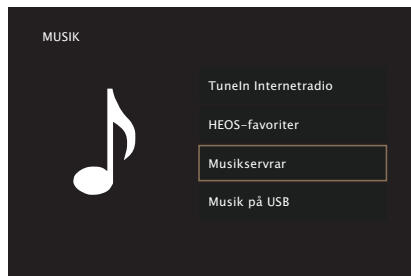 MUSIK
TuneIn Internetradio
HEOS-favoriter
Musikservrar
Musik på USB